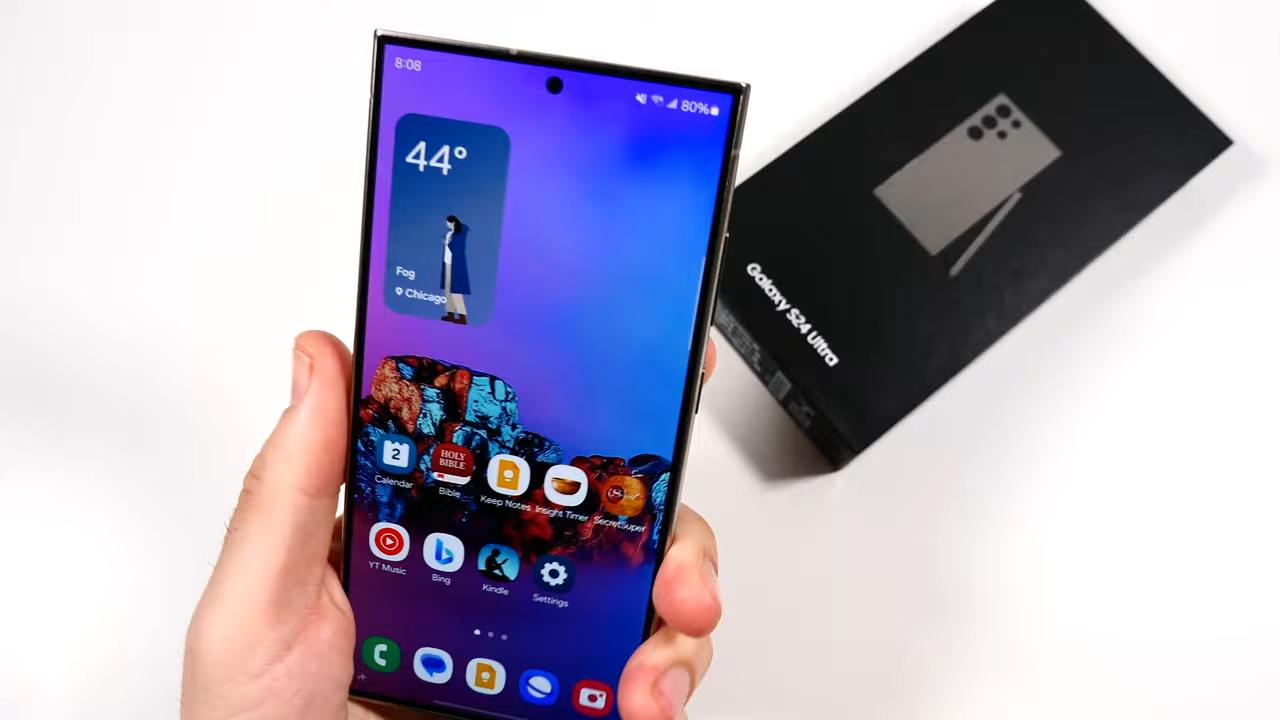 8:08
80%
44°
Fog
Chicago
2
Calendar
HOLY
BIBLE
Bible
Keep Notes
Insight Timer
SecretSuper
YT Music
Bing
Kindle
Settings
Galaxy S24 Ultra